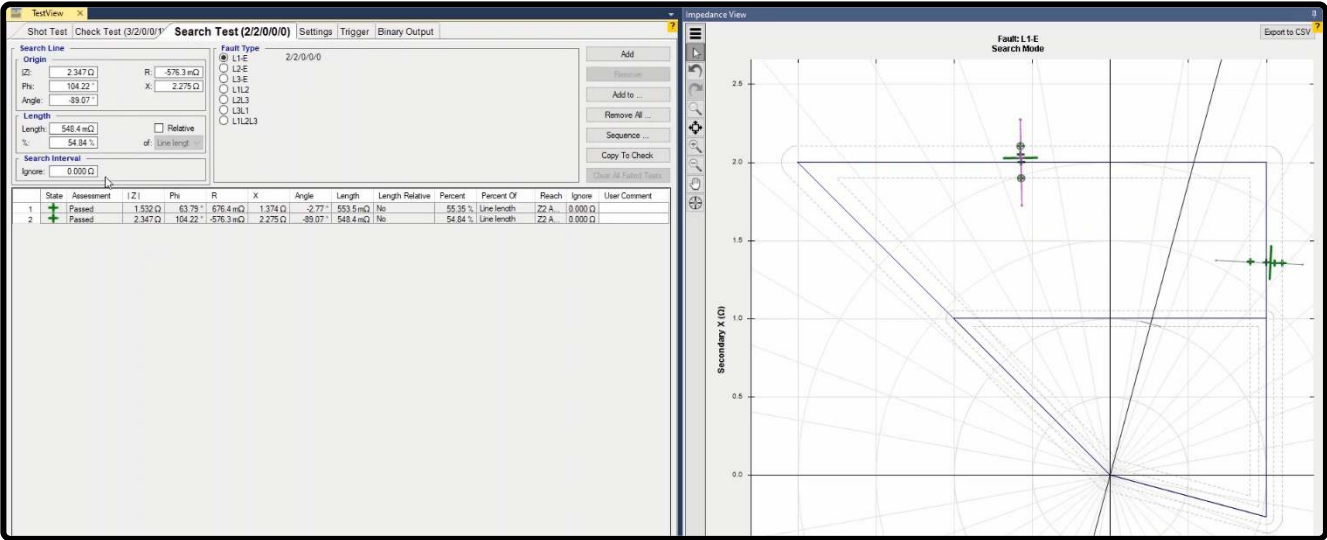 TestView ×
Shot Test
Check Test (3/2/0/0/1)
Search Test (2/2/0/0/0)
Settings
Trigger
Binary Output
?
Search Line
Origin
|Z|: 2.347 Ω R: -576.3 mΩ
Phi: 104.22 ° X: 2.275 Ω
Angle: -89.07 °
Length
Length: 548.4 mΩ Relative
%: 54.84 % of: Line lengt
Search Interval
Ignore: 0.000 Ω
Fault Type
L1-E 2/2/0/0/0
L2-E
L3-E
L1L2
L2L3
L3L1
L1L2L3
Add
Remove
Add to ...
Remove All ...
Sequence ...
Copy To Check
Clear All Failed Tests
State Assessment |Z| Phi R X Angle Length Length Relative Percent Percent Of Reach Ignore User Comment
1 Passed 1.532 Ω 63.79 ° 676.4 mΩ 1.374 Ω -2.77 ° 553.5 mΩ No 55.35 % Line length Z2 A... 0.000 Ω
2 Passed 2.347 Ω 104.22 ° -576.3 mΩ 2.275 Ω -89.07 ° 548.4 mΩ No 54.84 % Line length Z2 A... 0.000 Ω
Impedance View
Export to CSV
?
Fault: L1-E
Search Mode
2.5
2.0
1.5
1.0
0.5
0.0
Secondary X (Ω)